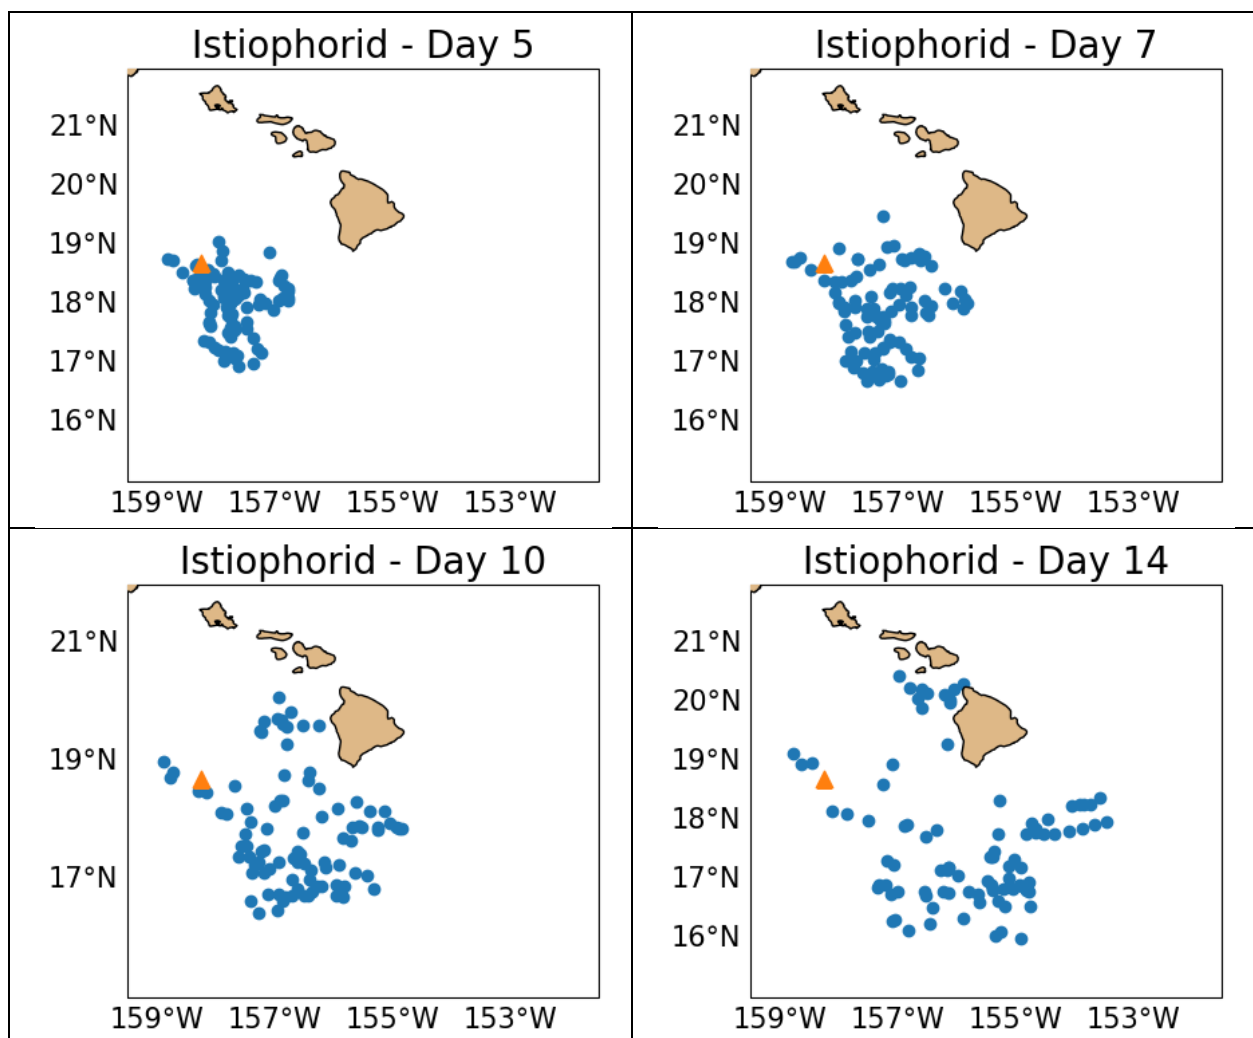 Istiophorid - Day 5
21°N
20°N
19°N
18°N
17°N
16°N
159°W 157°W 155°W 153°W
Istiophorid - Day 7
21°N
20°N
19°N
18°N
17°N
16°N
159°W 157°W 155°W 153°W
Istiophorid - Day 10
21°N
19°N
17°N
159°W 157°W 155°W 153°W
Istiophorid - Day 14
21°N
20°N
19°N
18°N
17°N
16°N
159°W 157°W 155°W 153°W